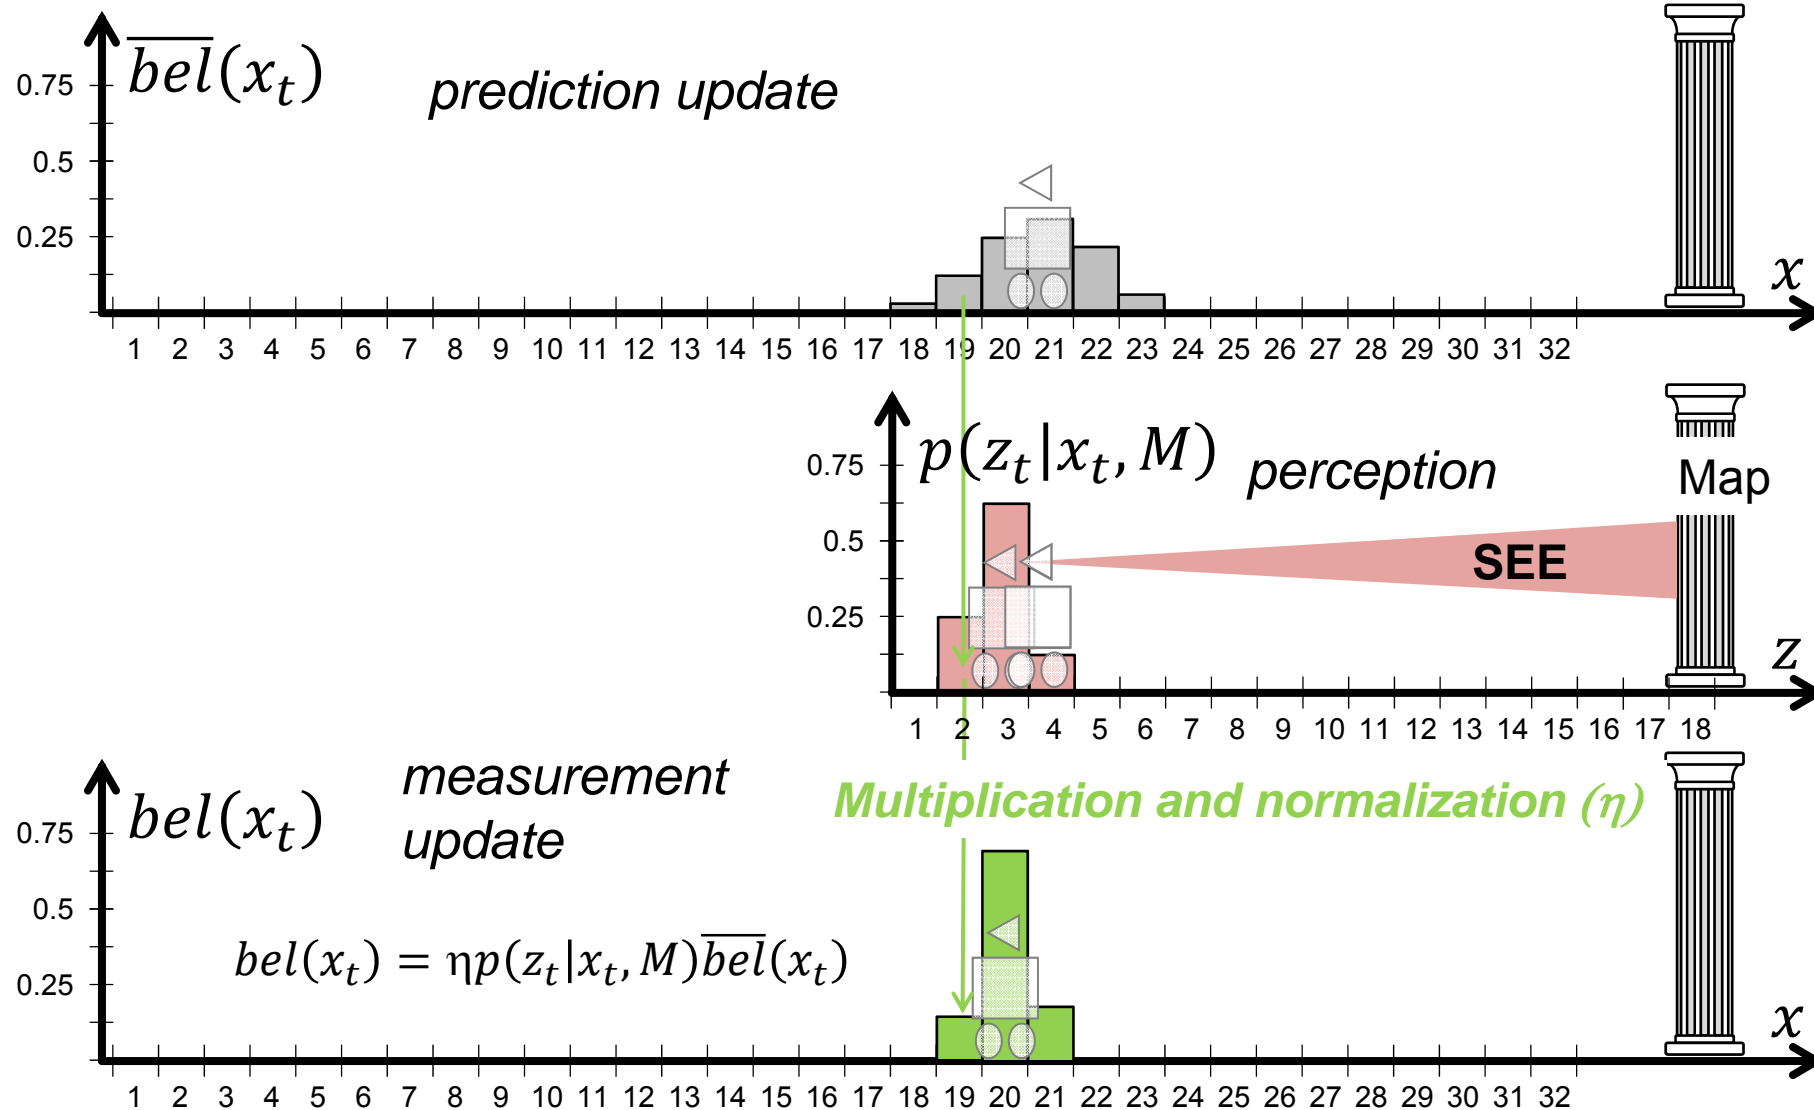 0.75
0.5
0.25
$\overline{bel}(x_t)$
prediction update
x
1 2 3 4 5 6 7 8 9 10 11 12 13 14 15 16 17 18 19 20 21 22 23 24 25 26 27 28 29 30 31 32
0.75
0.5
0.25
$p(z_t|x_t, M)$
perception
Map
SEE
z
1 2 3 4 5 6 7 8 9 10 11 12 13 14 15 16 17 18
Multiplication and normalization (η)
0.75
0.5
0.25
$bel(x_t)$
measurement
update
$bel(x_t) = ηp(z_t|x_t, M)\overline{bel}(x_t)$
x
1 2 3 4 5 6 7 8 9 10 11 12 13 14 15 16 17 18 19 20 21 22 23 24 25 26 27 28 29 30 31 32